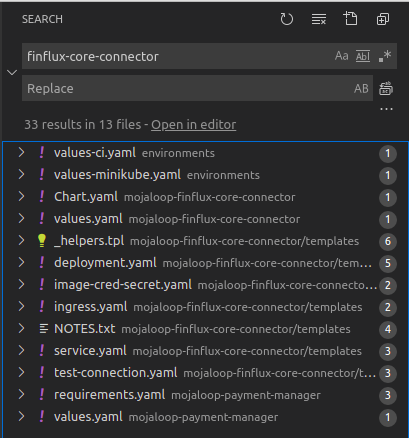 SEARCH
finflux-core-connector Aa Abl .*
Replace AB
...
33 results in 13 files - Open in editor
values-ci.yaml environments 1
values-minikube.yaml environments 1
Chart.yaml mojaloop-finflux-core-connector 1
values.yaml mojaloop-finflux-core-connector 1
_helpers.tpl mojaloop-finflux-core-connector/templates 6
deployment.yaml mojaloop-finflux-core-connector/tem... 5
image-cred-secret.yaml mojaloop-finflux-core-connecto... 2
ingress.yaml mojaloop-finflux-core-connector/templates 2
NOTES.txt mojaloop-finflux-core-connector/templates 4
service.yaml mojaloop-finflux-core-connector/templates 3
test-connection.yaml mojaloop-finflux-core-connector/t... 3
requirements.yaml mojaloop-payment-manager 3
values.yaml mojaloop-payment-manager 1